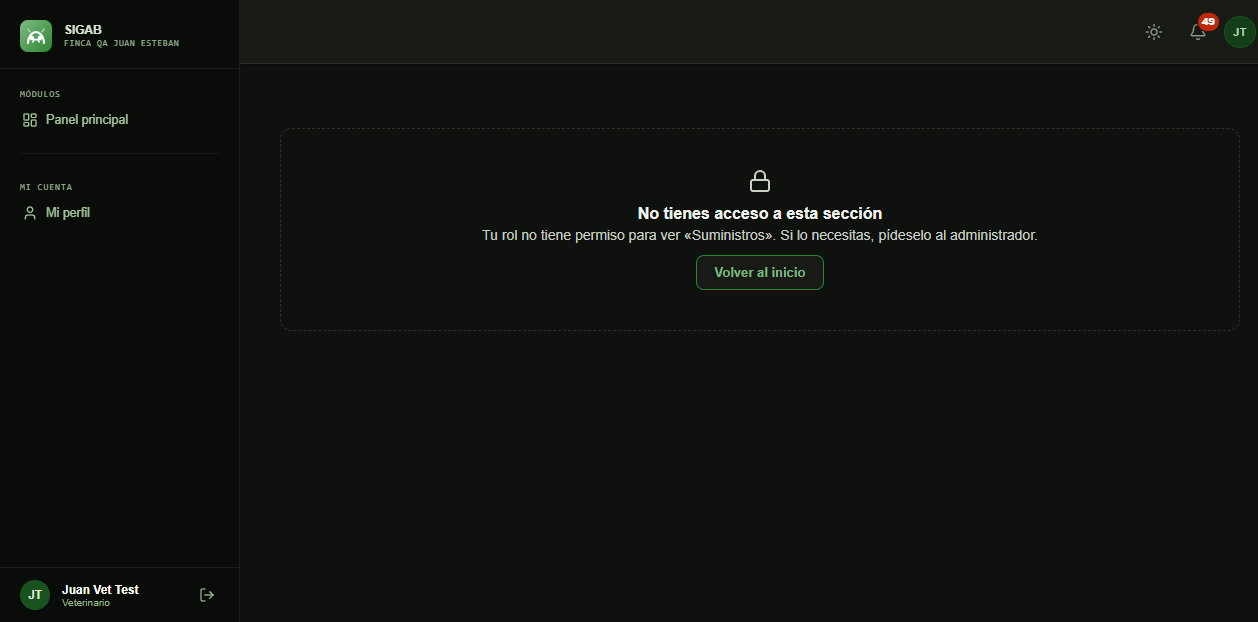 SIGAB
FINCA QA JUAN ESTEBAN
49
JT
MÓDULOS
Panel principal
MI CUENTA
Mi perfil
No tienes acceso a esta sección
Tu rol no tiene permiso para ver «Suministros». Si lo necesitas, pídeselo al administrador.
Volver al inicio
JT
Juan Vet Test
Veterinario